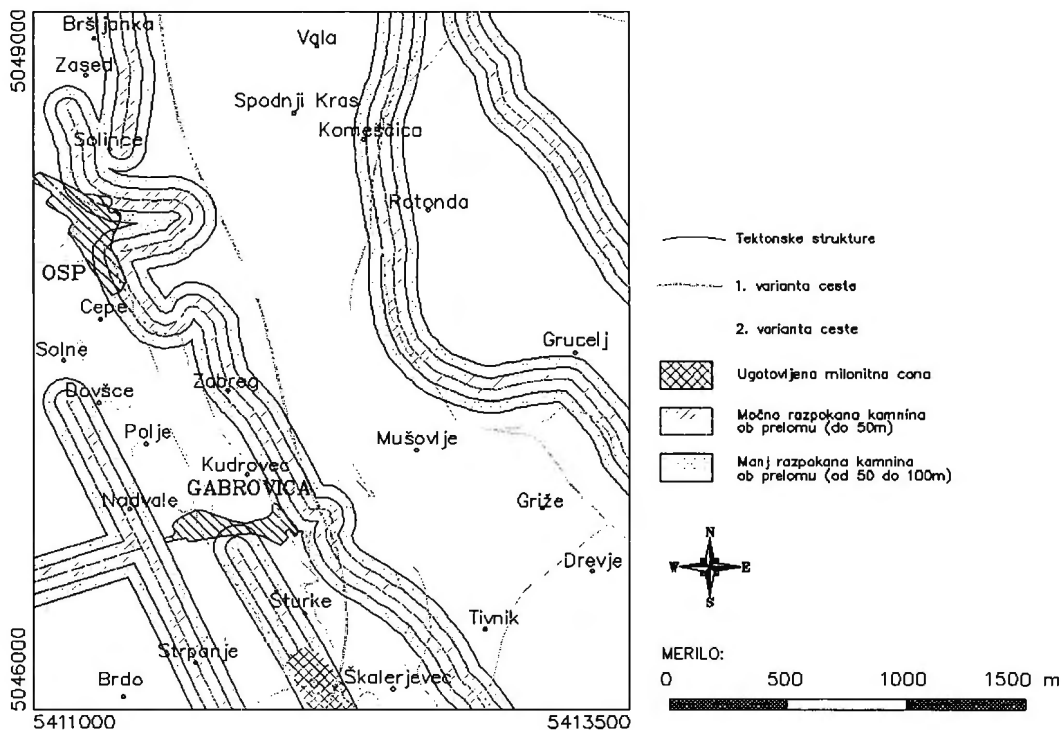 5049000
Bršljanka
Vgla
Zased
Spodnji Kras
Komeščica
Solince
Rotonda
OSP
Cepe
Solne
Grucelj
Dovšce
Zabreg
Polje
Mušovlje
Kudrovec
GABROVICA
Nadvale
Griže
Drevje
Šturke
Tivnik
Strpanje
Škalerjevec
Brdo
5046000
5411000
5413500
Tektonske strukture
1. varianta ceste
2. varianta ceste
Ugotovljena milonitna cona
Močno razpokana kamnina
ob prelomu (do 50m)
Manj razpokana kamnina
ob prelomu (od 50 do 100m)
N
W E
S
MERILO:
0 500 1000 1500 m